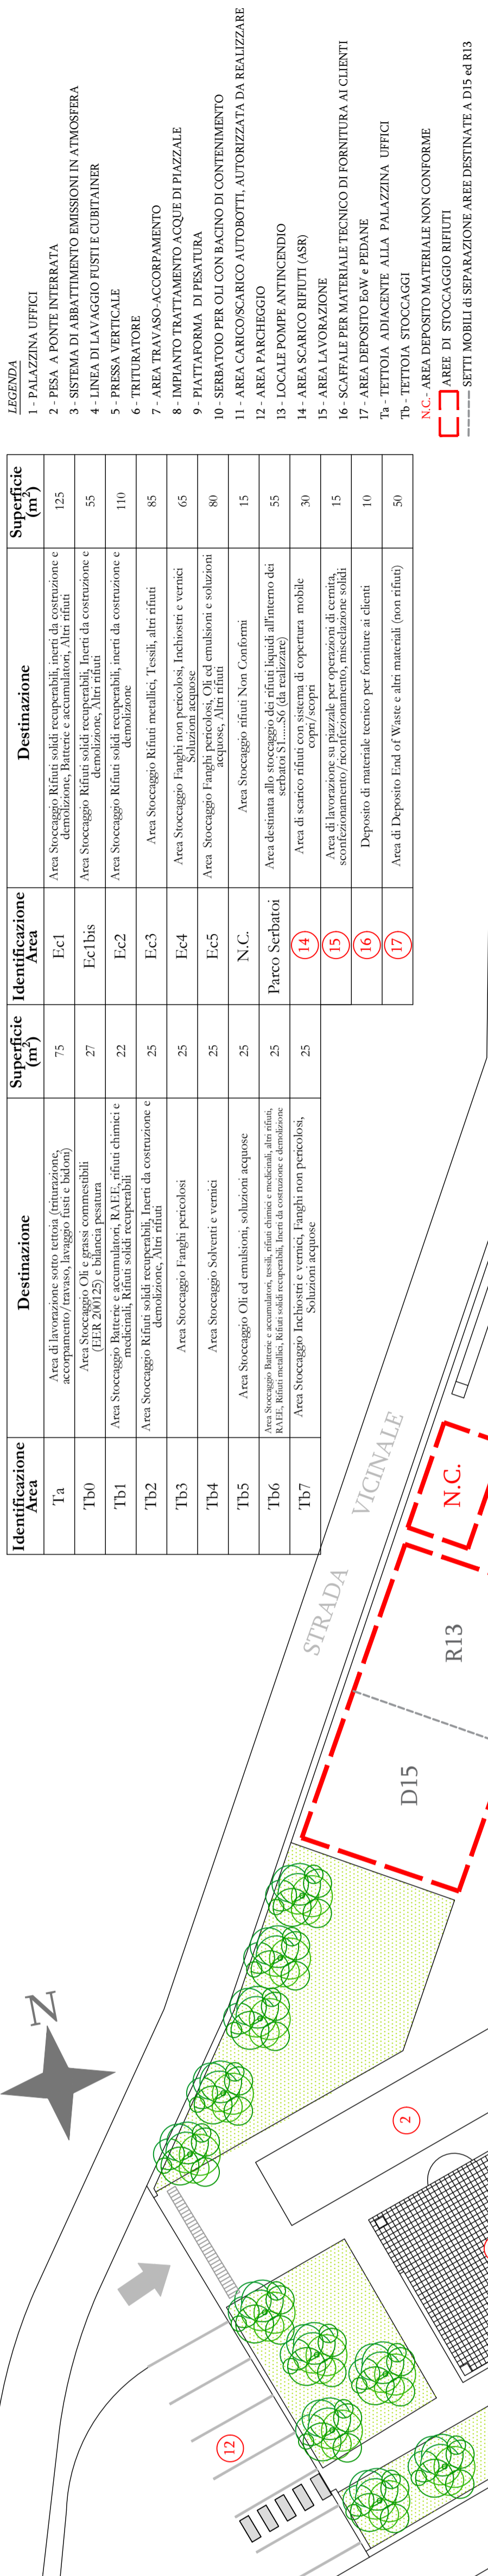 LEGENDA
1 - PALAZZINA UFFICI
2 - PESA A PONTE INTERRATA
3 - SISTEMA DI ABBATTIMENTO EMISSIONI IN ATMOSFERA
4 - LINEA DI LAVAGGIO FUSTI E CUBITAINER
5 - PRESSA VERTICALE
6 - TRITURATORE
7 - AREA TRAVASO-ACCORPAMENTO
8 - IMPIANTO TRATTAMENTO ACQUE DI PIAZZALE
9 - PIATTAFORMA DI PESATURA
10 - SERBATOIO PER OLI CON BACINO DI CONTENIMENTO
11 - AREA CARICO/SCARICO AUTOBOTTI, AUTORIZZATA DA REALIZZARE
12 - AREA PARCHEGGIO
13 - LOCALE POMPE ANTINCENDIO
14 - AREA SCARICO RIFIUTI (ASR)
15 - AREA LAVORAZIONE
16 - SCAFFALE PER MATERIALE TECNICO DI FORNITURA AI CLIENTI
17 - AREA DEPOSITO EoW e PEDANE
Ta - TETTOIA ADIACENTE ALLA PALAZZINA UFFICI
Tb - TETTOIA STOCCAGGI
N.C.- AREA DEPOSITO MATERIALE NON CONFORME
AREE DI STOCCAGGIO RIFIUTI
SETTI MOBILI di SEPARAZIONE AREE DESTINATE A D15 ed R13
Identificazione Area Destinazione Superficie (m²) Identificazione Area Destinazione Superficie (m²)
Ta
Area di lavorazione sotto tettoia (triturazione,
accorpamento/travaso, lavaggio fusti e bidoni)
75
Ec1
Area Stoccaggio Rifiuti solidi recuperabili, inerti da costruzione e
demolizione, Batterie e accumulatori, Altri rifiuti
125
Tb0
Area Stoccaggio Oli e grassi commestibili
(EER 200125) e bilancia pesatura
27
Ec1bis
Area Stoccaggio Rifiuti solidi recuperabili, Inerti da costruzione e
demolizione, Altri rifiuti
55
Tb1
Area Stoccaggio Batterie e accumulatori, RAEE, rifiuti chimici e
medicinali, Rifiuti solidi recuperabili
22
Ec2
Area Stoccaggio Rifiuti solidi recuperabili, inerti da costruzione e
demolizione
110
Tb2
Area Stoccaggio Rifiuti solidi recuperabili, Inerti da costruzione e
demolizione, Altri rifiuti
25
Ec3
Area Stoccaggio Rifiuti metallici, Tessili, altri rifiuti
85
Tb3
Area Stoccaggio Fanghi pericolosi
25
Ec4
Area Stoccaggio Fanghi non pericolosi, Inchiostri e vernici
Soluzioni acquose
65
Tb4
Area Stoccaggio Solventi e vernici
25
Ec5
Area Stoccaggio Fanghi pericolosi, Oli ed emulsioni e soluzioni
acquose, Altri rifiuti
80
Tb5
Area Stoccaggio Oli ed emulsioni, soluzioni acquose
25
N.C.
Area Stoccaggio rifiuti Non Conformi
15
Tb6
Area Stoccaggio Batterie e accumulatori, tessili, rifiuti chimici e medicinali, altri rifiuti,
RAEE, Rifiuti metallici, Rifiuti solidi recuperabili, Inerti da costruzione e demolizione
25
Parco Serbatoi
Area destinata allo stoccaggio dei rifiuti liquidi all'interno dei
serbatoi S1......S6 (da realizzare)
55
Tb7
Area Stoccaggio Inchiostri e vernici, Fanghi non pericolosi,
Soluzioni acquose
25
14
Area di scarico rifiuti con sistema di copertura mobile
copri/scopri
30
15
Area di lavorazione su piazzale per operazioni di cernita,
sconfezionamento/riconfezionamento, miscelazione solidi
15
16
Deposito di materiale tecnico per forniture ai clienti
10
17
Area di Deposito End of Waste e altri materiali (non rifiuti)
50
STRADA VICINALE
N.C.
R13
D15
N
2
12